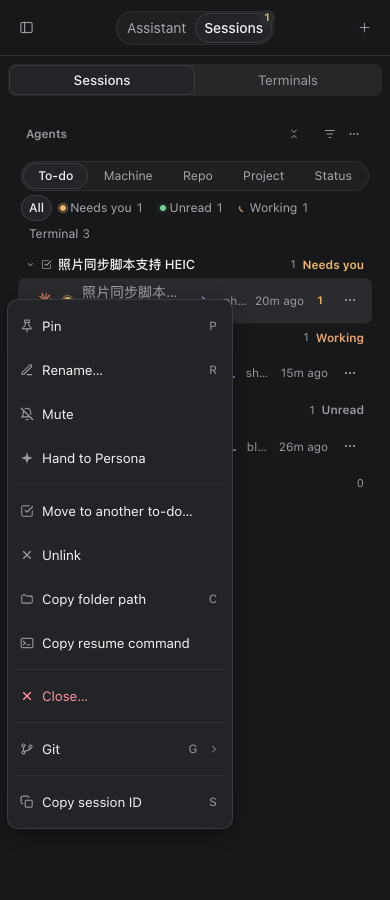 Assistant Sessions 1
Sessions Terminals
Agents
To-do Machine Repo Project Status
All Needs you 1 Unread 1 Working 1
Terminal 3
照片同步脚本支持 HEIC 1 Needs you
照片同步脚本... 20m ago 1
Pin P
1 Working
Rename... R
sh... 15m ago
Mute
1 Unread
Hand to Persona
bl... 26m ago
0
Move to another to-do...
Unlink
Copy folder path C
Copy resume command
Close...
Git G
Copy session ID S